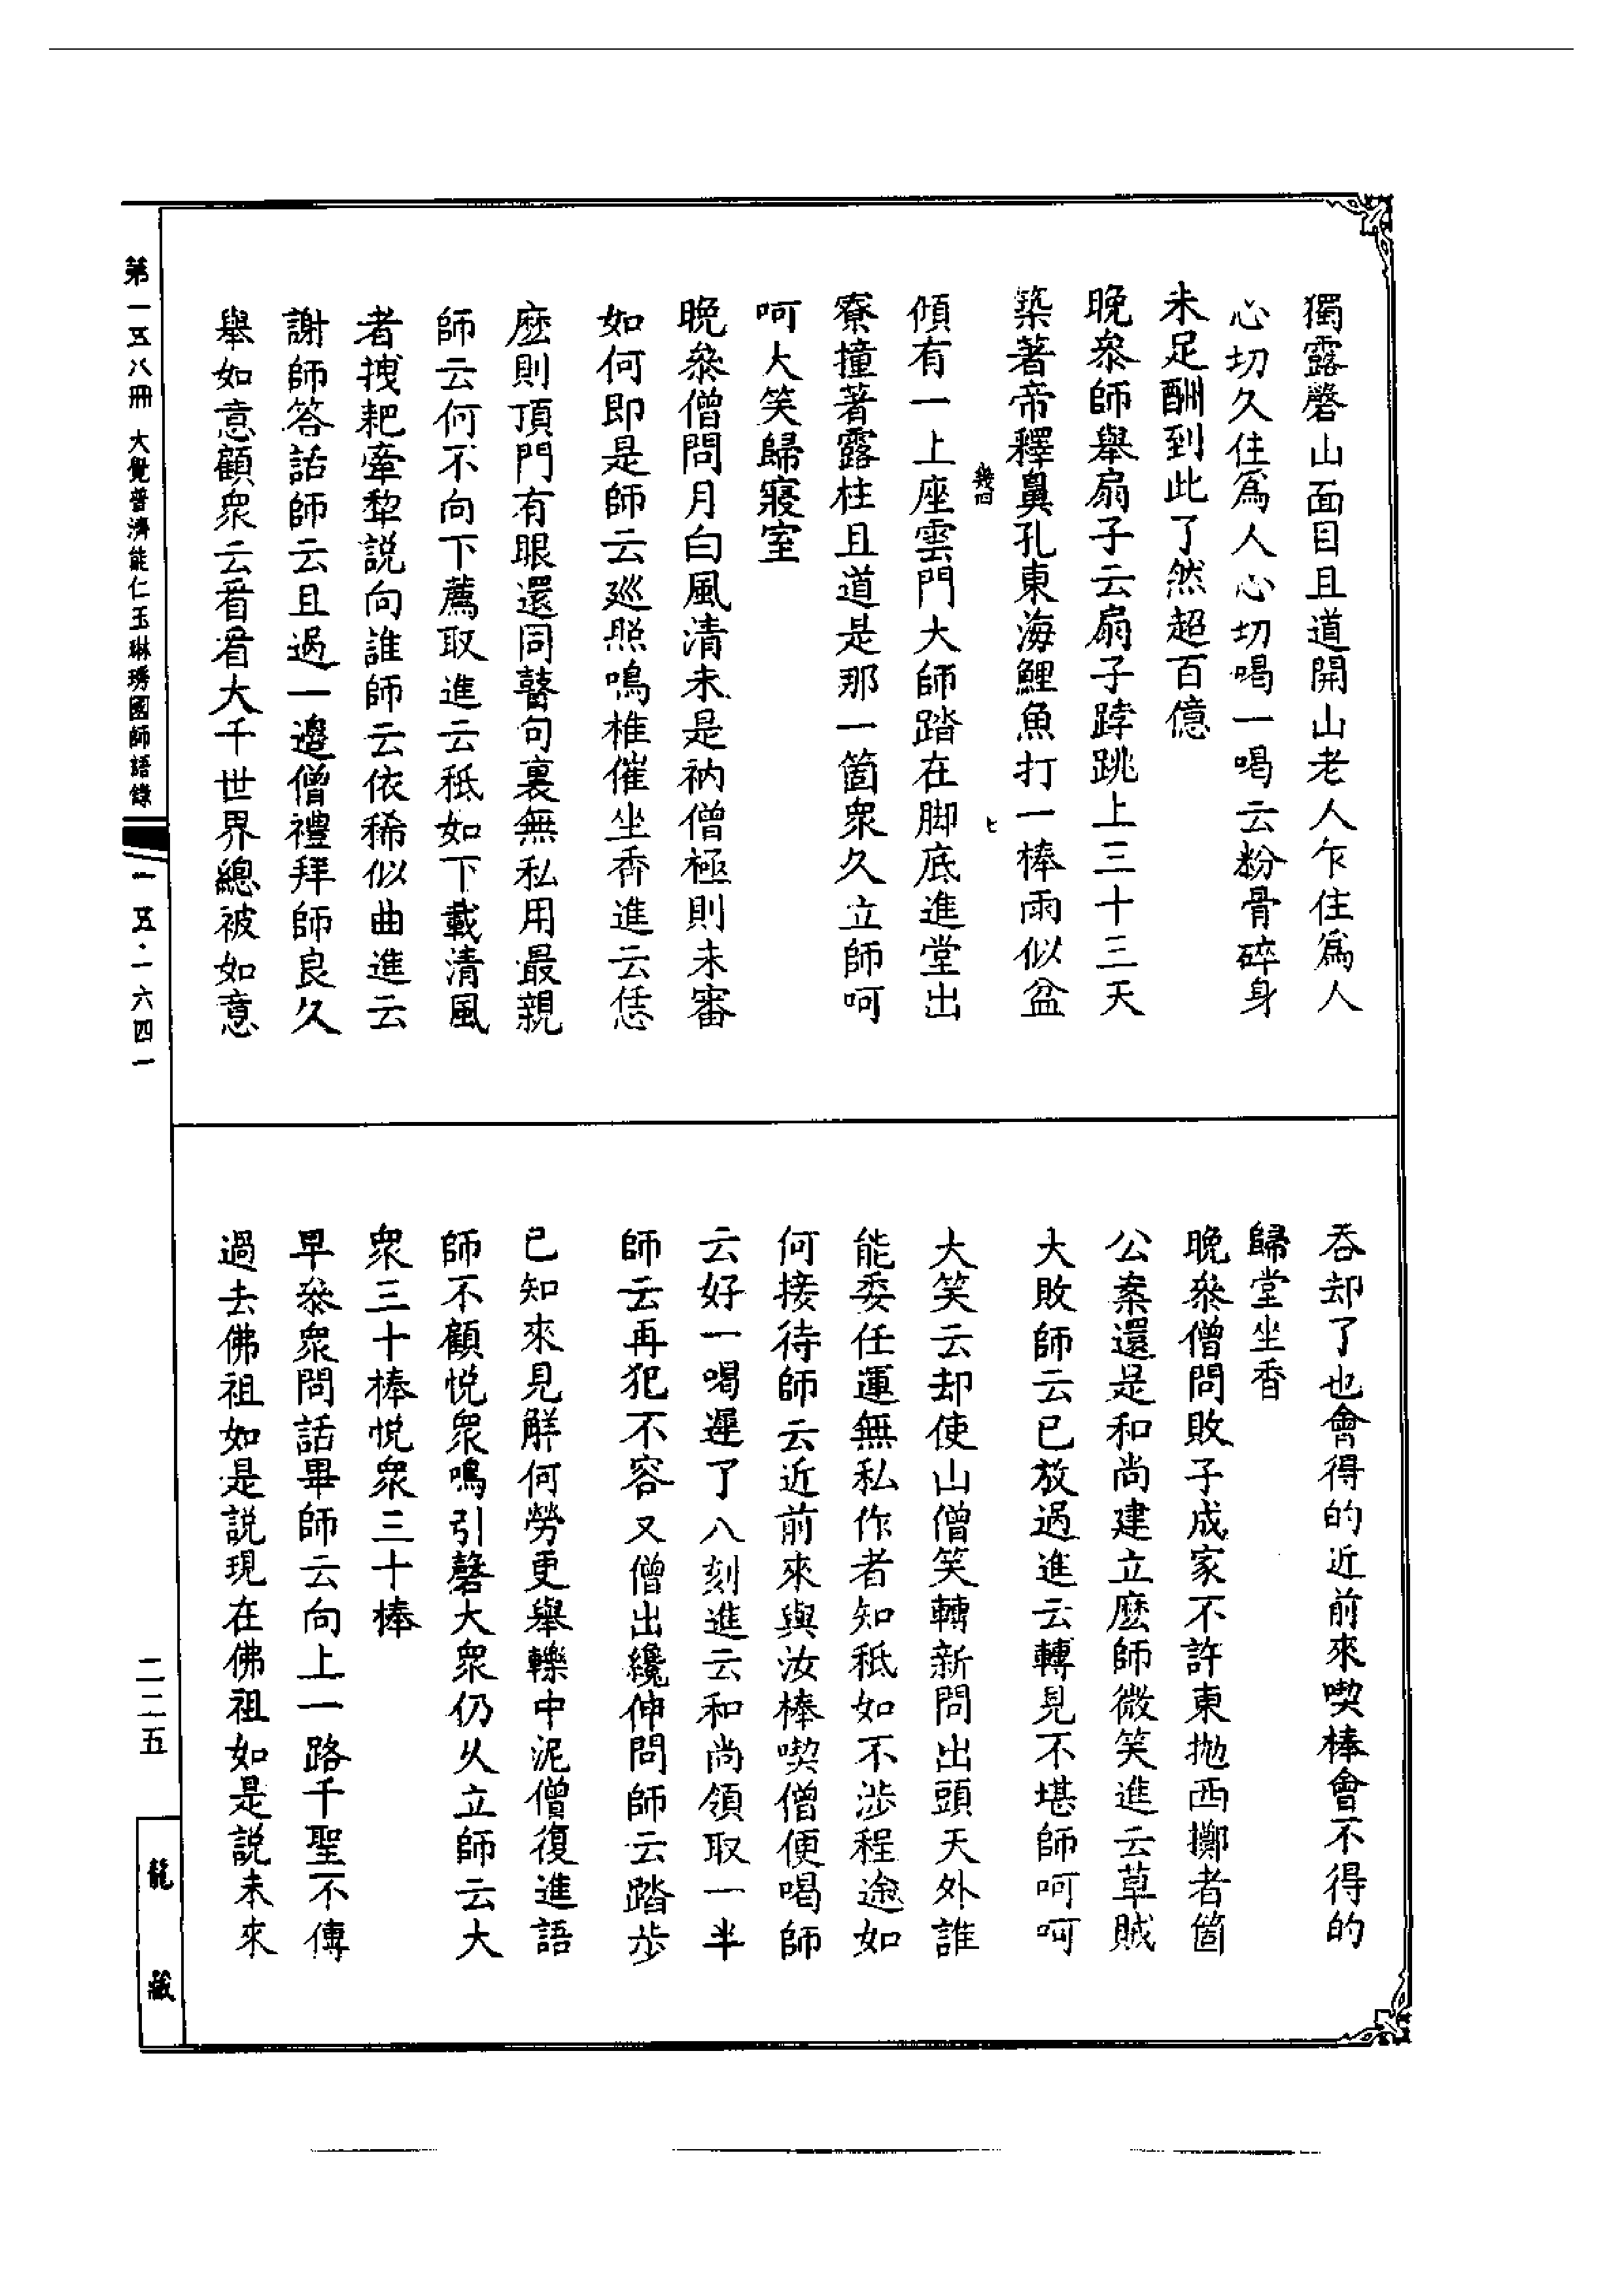 獨露磬山面目且道開山老人乍住爲人
心切久住爲人心切喝一喝云粉骨碎身
未足酬到此了然超百億
晚叅師舉扇子云扇子踍跳上三十三天
築著帝釋鼻孔東海鯉魚打一棒雨似盆
幾四
七
傾有一上座雲門大師踏在脚底進堂出
寮撞著露柱且道是那一箇衆久立師呵
呵大笑歸寢室
晚叅僧問月白風清未是衲僧極則未審
如何即是師云廵照鳴椎催坐香進云恁
麽則頂門有眼還同瞽句裏無私用最親
師云何不向下薦取進云秪如下載清風
者拽耙牽犂説向誰師云依稀似曲進云
謝師答話師云且過一邊僧禮拜師良久
舉如意顧衆云看看大千世界總被如意
吞却了也會得的近前來喫棒會不得的
歸堂坐香
晚叅僧問敗子成家不許東抛西擲者箇
公案還是和尚建立麽師微笑進云草賊
大敗師云已放過進云轉見不堪師呵呵
大笑云却使山僧笑轉新問出頭天外誰
能委任運無私作者知秪如不涉程途如
何接待師云近前來與汝棒喫僧便喝師
云好一喝遲了八刻進云和尚領取一半
師云再犯不容又僧出纔伸問師云踏步
已知來見解何勞更舉轢中泥僧復進語
師不顧悅衆鳴引磬大衆仍久立師云大
衆三十棒悅衆三十棒
早叅衆問話畢師云向上一路千聖不傳
過去佛祖如是説現在佛祖如是説未來
第一五八冊 大覺普濟能仁玉琳琇國師語錄
一一五·一六四一
二二五
龍藏